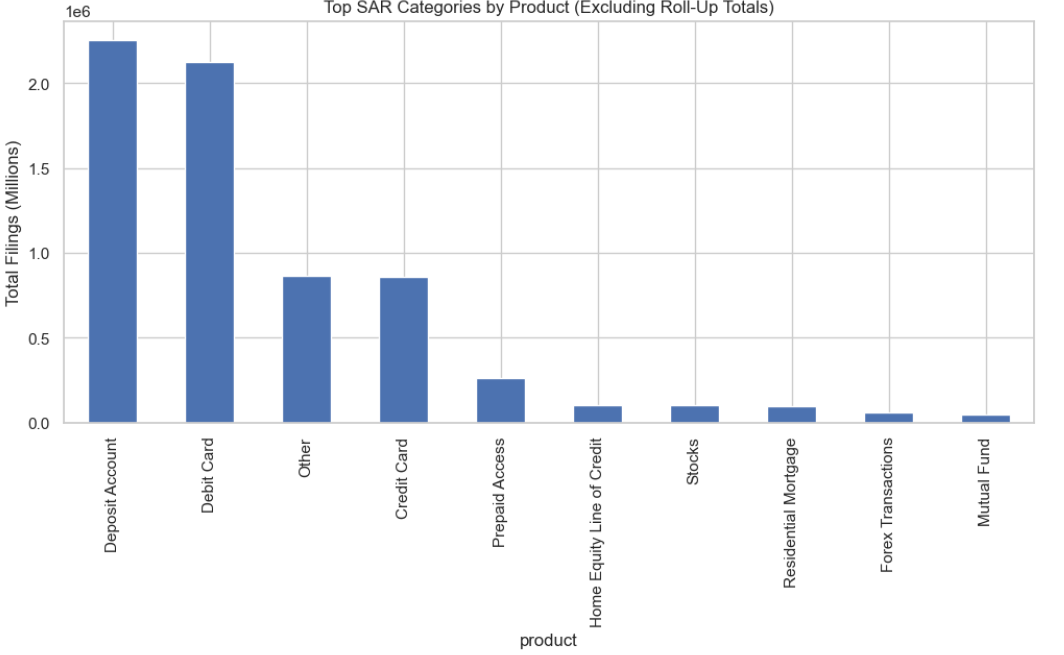 Top SAR Categories by Product (Excluding Roll-Up Totals)
1e6
Total Filings (Millions)
2.0
1.5
1.0
0.5
0.0
Deposit Account
Debit Card
Other
Credit Card
Prepaid Access
Home Equity Line of Credit
Stocks
Residential Mortgage
Forex Transactions
Mutual Fund
product